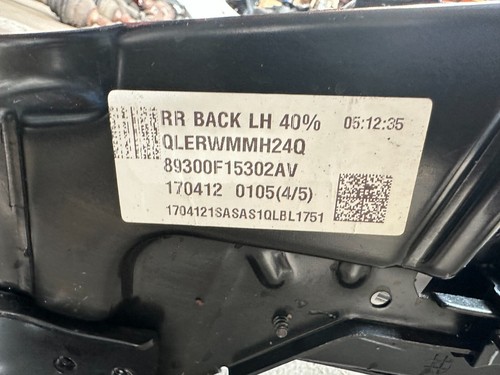 RR BACK LH 40% 05:12:35
QLERWMMH24Q
89300F15302AV
170412 0105(4/5)
1704121SASAS1QLBL1751